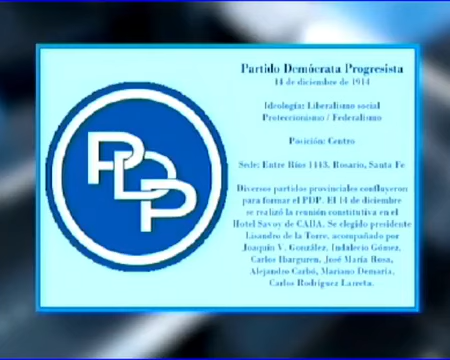 PDP
Partido Demócrata Progresista
14 de diciembre de 1914
Ideología: Liberalismo social
Proteccionismo / Federalismo
Posición: Centro
Sede: Entre Ríos 1443, Rosario, Santa Fe
Diversos partidos provinciales confluyeron
para formar el PDP. El 14 de diciembre
se realizó la reunión constitutiva en el
Hotel Savoy de CABA. Se elegido presidente
Lisandro de la Torre, acompañado por
Joaquín V. González, Indalecio Gómez,
Carlos Ibarguren, José María Rosa,
Alejandro Carbó, Mariano Demaría,
Carlos Rodríguez Larreta.